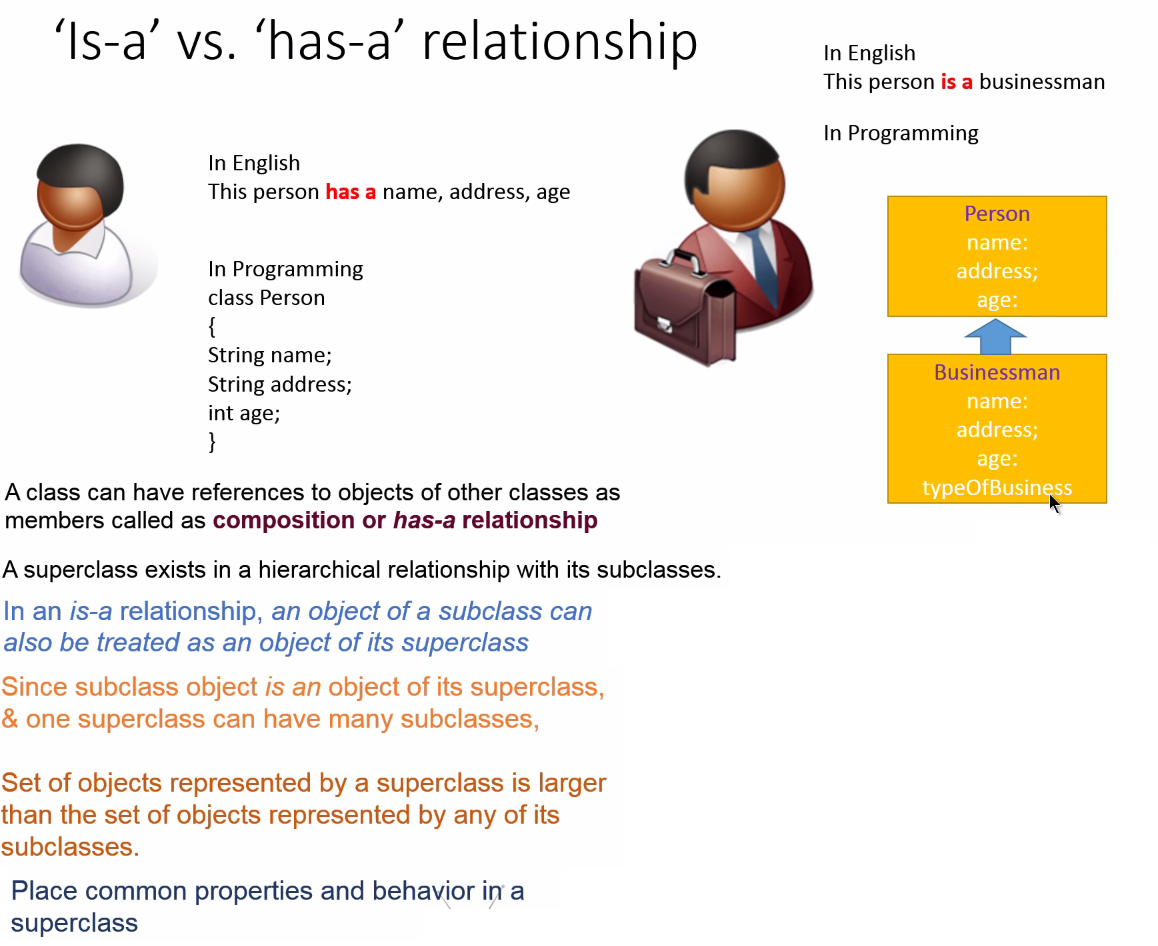 ‘Is-a’ vs. ‘has-a’ relationship
In English
This person has a name, address, age
In Programming
class Person
{
String name;
String address;
int age;
}
In English
This person is a businessman
In Programming
Person
name:
address;
age:
Businessman
name:
address;
age:
typeOfBusiness
A class can have references to objects of other classes as
members called as composition or has-a relationship
A superclass exists in a hierarchical relationship with its subclasses.
In an is-a relationship, an object of a subclass can
also be treated as an object of its superclass
Since subclass object is an object of its superclass,
& one superclass can have many subclasses,
Set of objects represented by a superclass is larger
than the set of objects represented by any of its
subclasses.
Place common properties and behavior in a
superclass